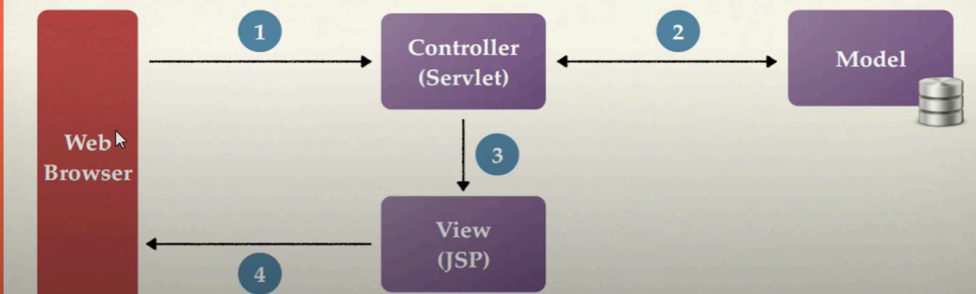 1
Controller
(Servlet)
2
Model
Web
Browser
3
View
(JSP)
4